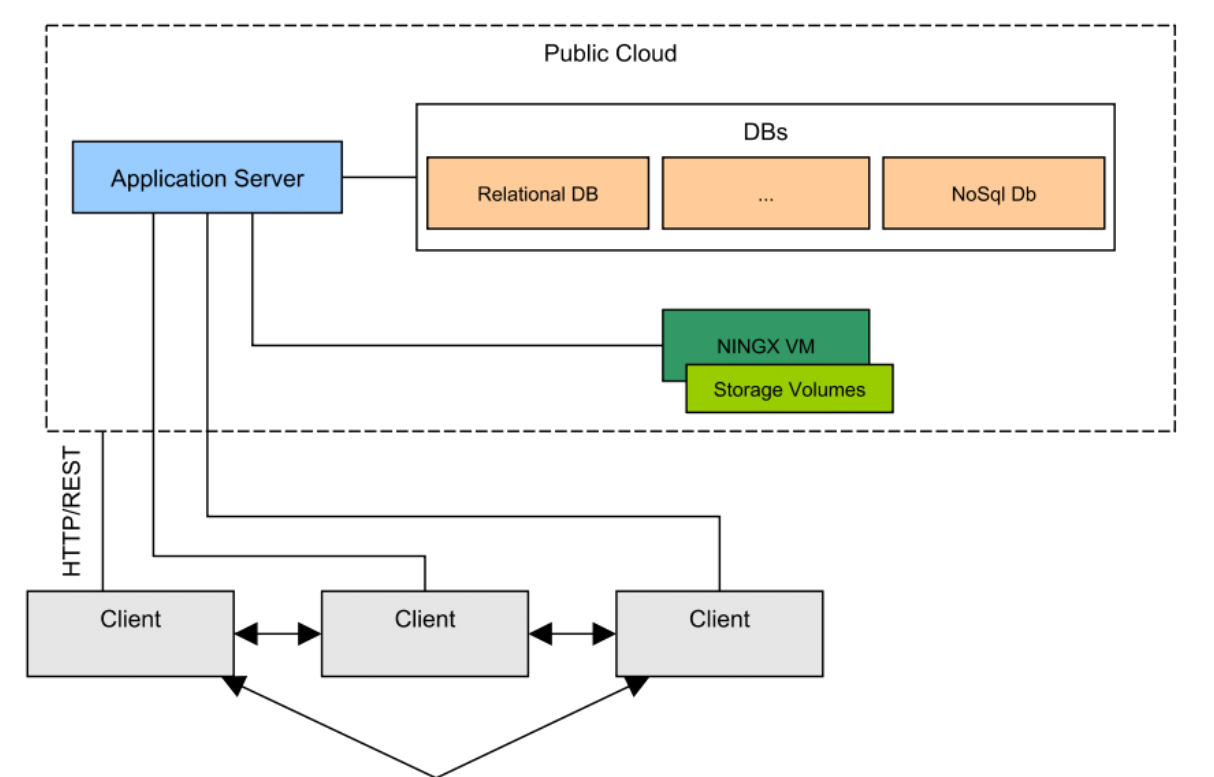 Public Cloud
DBs
Application Server
Relational DB
...
NoSql Db
NINGX VM
Storage Volumes
HTTP/REST
Client
Client
Client